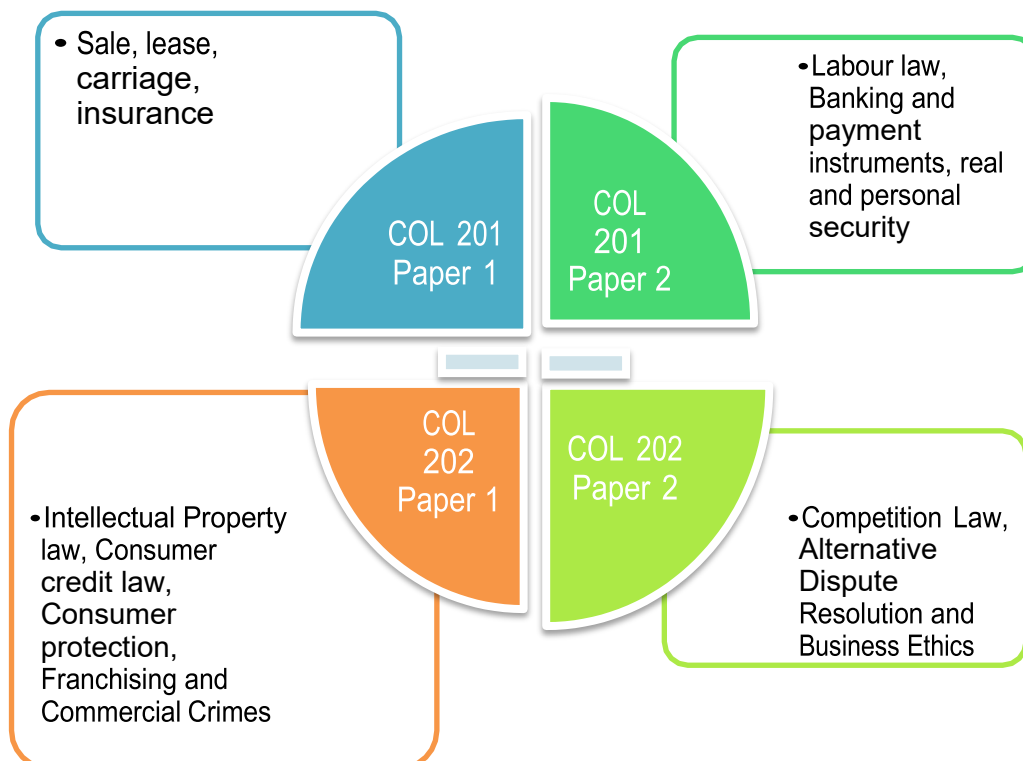 • Sale, lease,
carriage,
insurance
•Labour law,
Banking and
payment
instruments, real
and personal
security
COL 201
Paper 1
COL
201
Paper 2
COL
202
Paper 1
COL 202
Paper 2
•Intellectual Property
law, Consumer
credit law,
Consumer
protection,
Franchising and
Commercial Crimes
•Competition Law,
Alternative
Dispute
Resolution and
Business Ethics